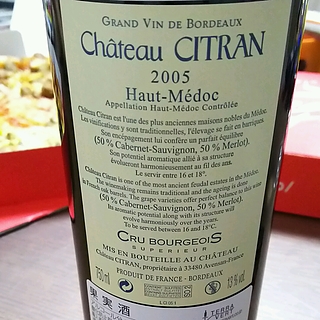 GRAND VIN DE BORDEAUX
Château CITRAN
2005
Haut-Médoc
Appellation Haut-Médoc Contrôlée
Château Citran est l'une des plus anciennes maisons nobles du Médoc.
Les vinifications y sont traditionnelles, l'élevage se fait en barriques.
Son encépagement lui confère un parfait équilibre
(50 % Cabernet-Sauvignon, 50 % Merlot).
Son potentiel aromatique allié à sa structure
évolueront harmonieusement au fil des ans.
Le servir entre 16 et 18°.
Château Citran is one of the most ancient feudal estates in the Médoc.
The winemaking remains traditional and the ageing is done
in French oak barrels. The grape varieties offer perfect balance to the wine
(50 % Cabernet-Sauvignon, 50 % Merlot).
Its aromatic potential along with its structure will
evolve harmoniously over the years.
To be served between 16 and 18°C.
CRU BOURGEOIS
SUPERIEUR
MIS EN BOUTEILLE AU CHÂTEAU
Château CITRAN, propriétaire à 33480 Avensan-France
PRODUIT DE FRANCE - BORDEAUX
750 ml
13 % vol
果実酒
TERRA